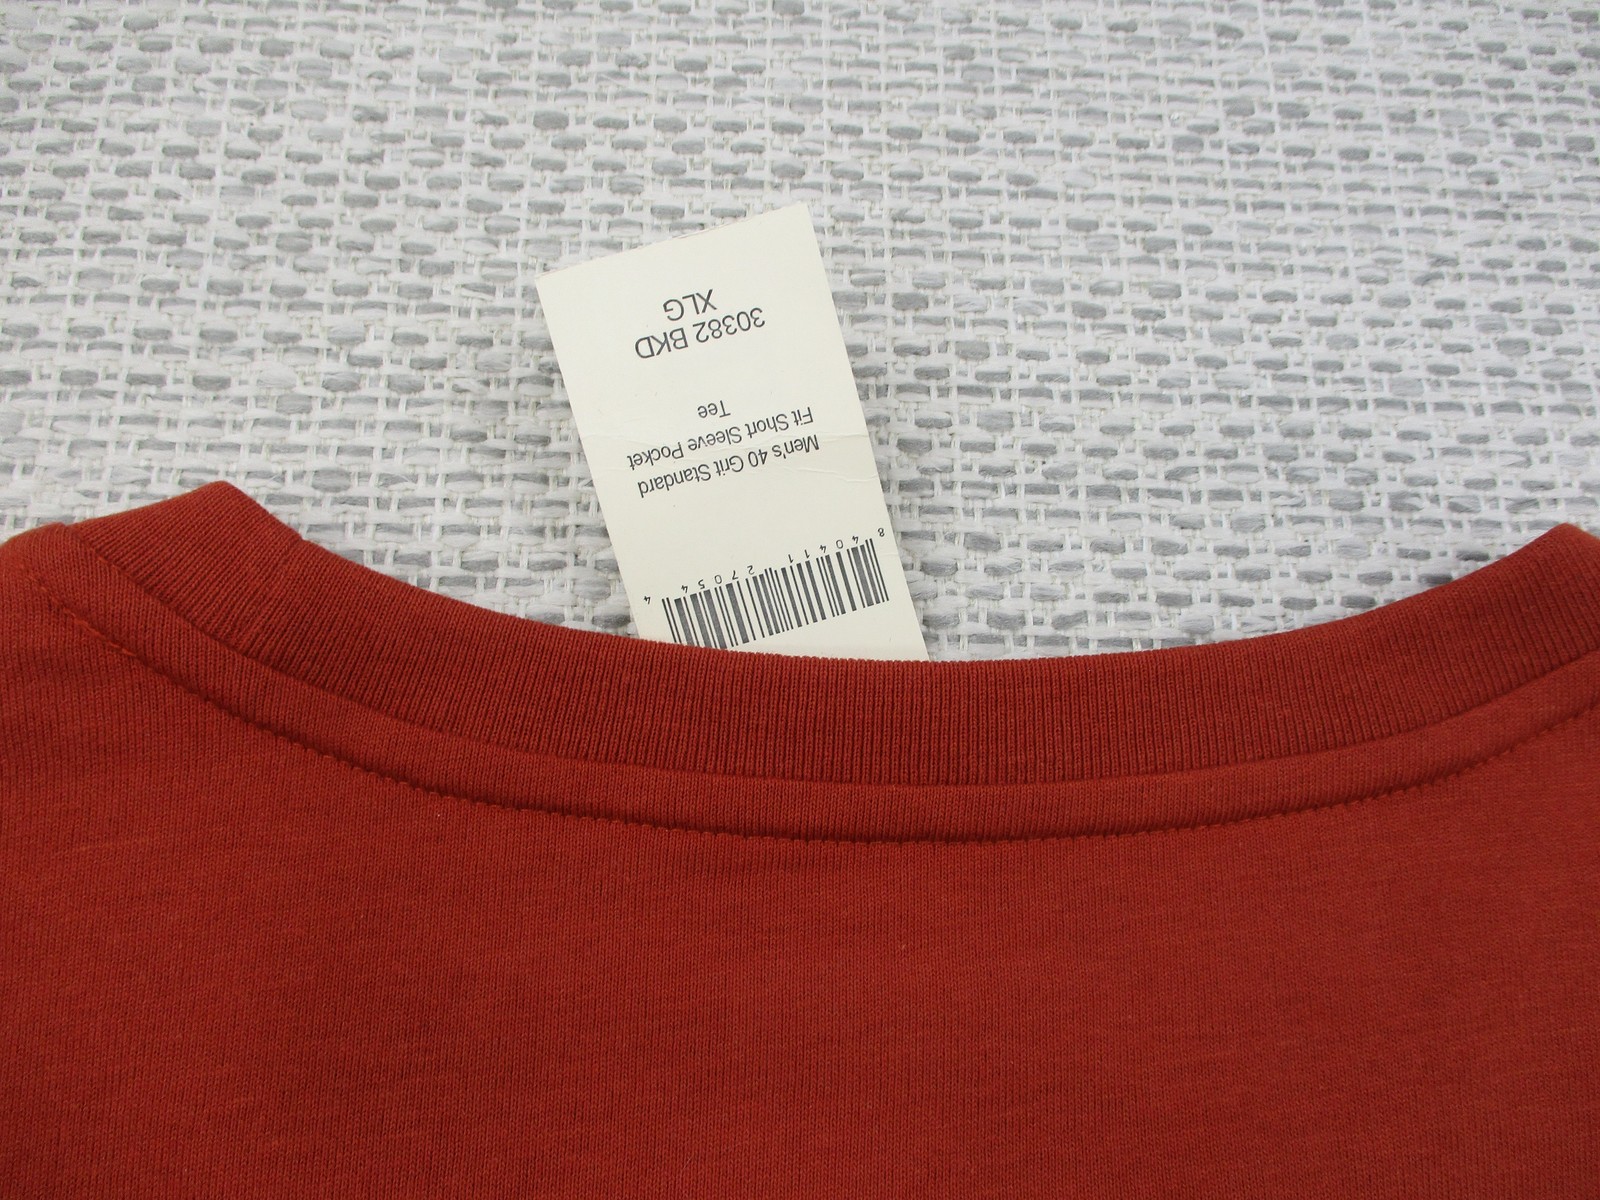 8 40411 27054 4
Men's 40 Grit Standard
Fit Short Sleeve Pocket
Tee
30382 BKD
XLG